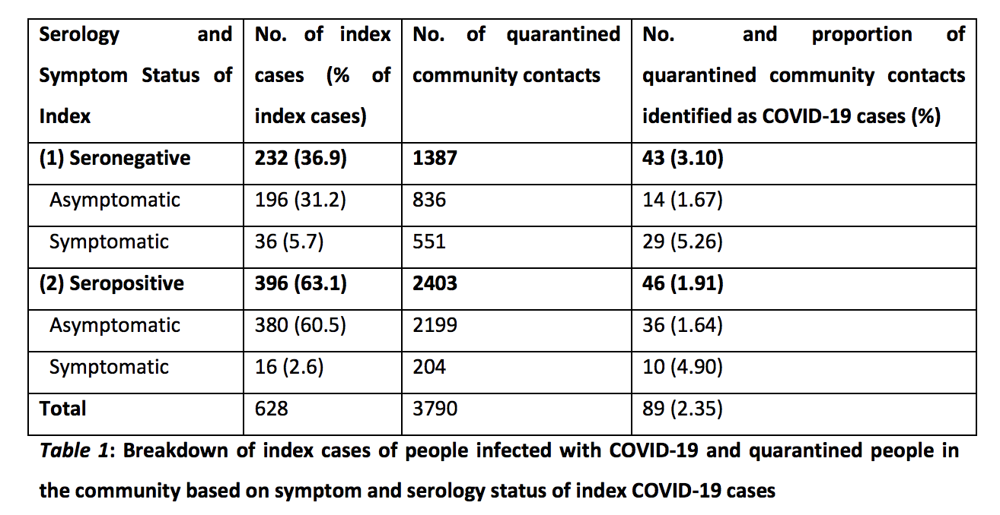 Serology and No. of index No. of quarantined No. and proportion of
Symptom Status of cases (% of community contacts quarantined community contacts
Index index cases) identified as COVID-19 cases (%)
(1) Seronegative 232 (36.9) 1387 43 (3.10)
Asymptomatic 196 (31.2) 836 14 (1.67)
Symptomatic 36 (5.7) 551 29 (5.26)
(2) Seropositive 396 (63.1) 2403 46 (1.91)
Asymptomatic 380 (60.5) 2199 36 (1.64)
Symptomatic 16 (2.6) 204 10 (4.90)
Total 628 3790 89 (2.35)
Table 1: Breakdown of index cases of people infected with COVID-19 and quarantined people in
the community based on symptom and serology status of index COVID-19 cases